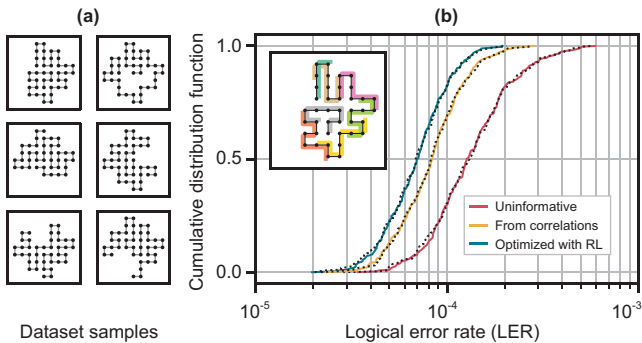 (a)
(b)
Cumulative distribution function
1.0
0.5
0.0
Uninformative
From correlations
Optimized with RL
10^-5
10^-4
10^-3
Dataset samples
Logical error rate (LER)